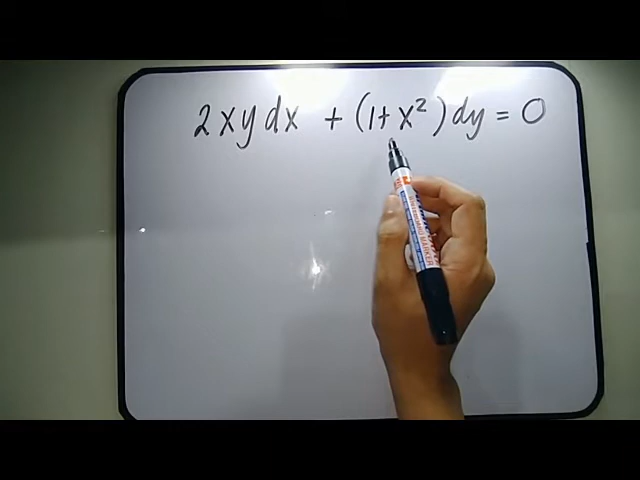 2xydx + (1+x²)dy = 0